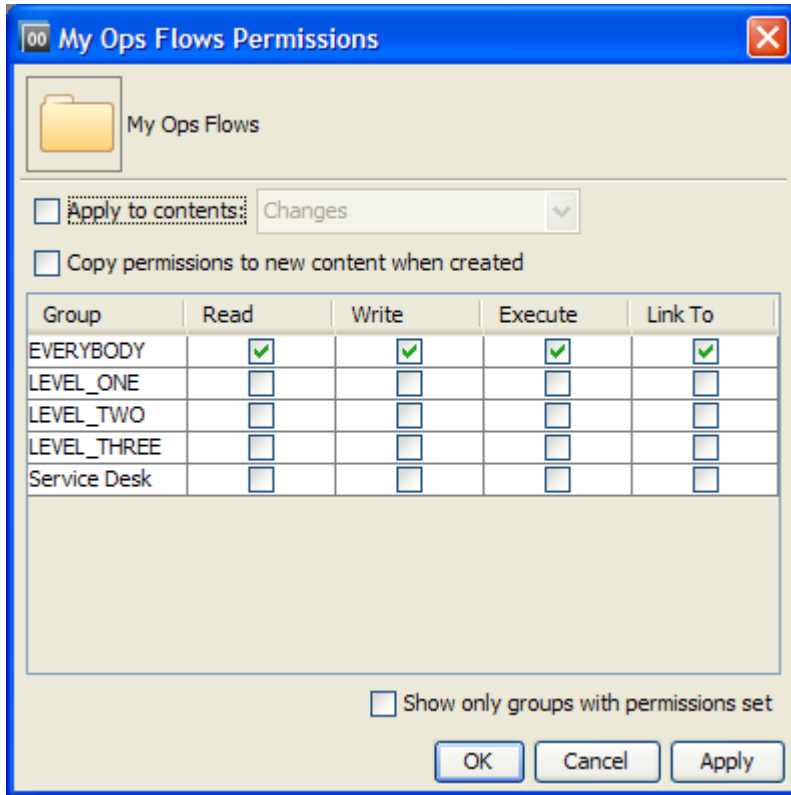 00 My Ops Flows Permissions
My Ops Flows
Apply to contents: Changes
Copy permissions to new content when created
Group Read Write Execute Link To
EVERYBODY
LEVEL_ONE
LEVEL_TWO
LEVEL_THREE
Service Desk
Show only groups with permissions set
OK Cancel Apply